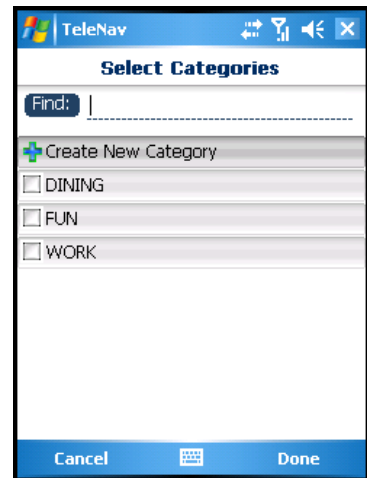 TeleNav
Select Categories
Find:
Create New Category
DINING
FUN
WORK
Cancel Done